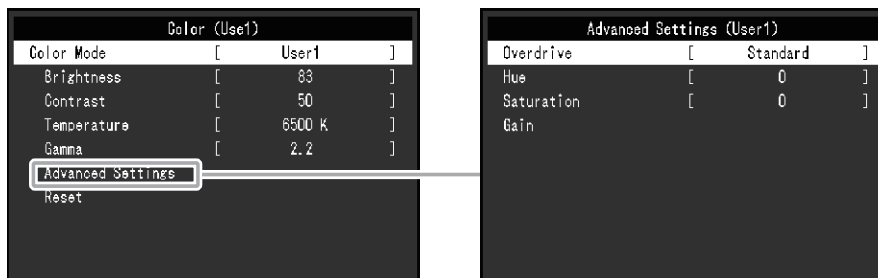 Color (Use1)
Color Mode [ User1 ]
Brightness [ 83 ]
Contrast [ 50 ]
Temperature [ 6500 K ]
Gamma [ 2.2 ]
Advanced Settings
Reset
Advanced Settings (User1)
Overdrive [ Standard ]
Hue [ 0 ]
Saturation [ 0 ]
Gain